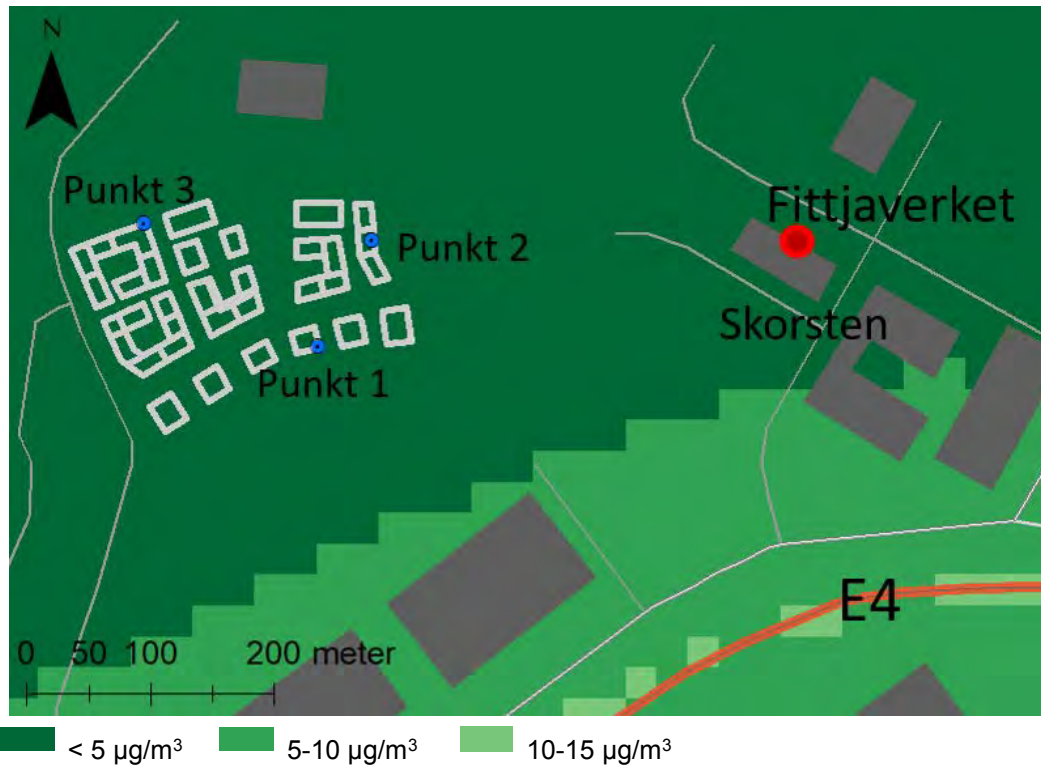 N
Punkt 3
Fittjaverket
Punkt 2
Skorsten
Punkt 1
E4
0 50 100 200 meter
< 5 µg/m³ 5-10 µg/m³ 10-15 µg/m³